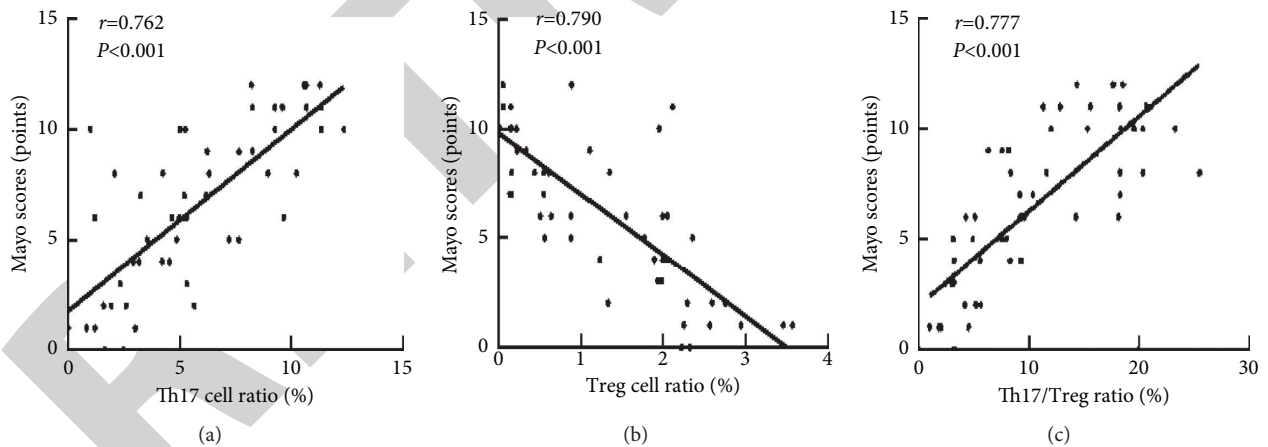 15
10
5
0
r=0.762
P<0.001
Mayo scores (points)
0 5 10 15
Th17 cell ratio (%)
(a)
15
10
5
0
r=0.790
P<0.001
Mayo scores (points)
0 1 2 3 4
Treg cell ratio (%)
(b)
15
10
5
0
r=0.777
P<0.001
Mayo scores (points)
0 10 20 30
Th17/Treg ratio (%)
(c)